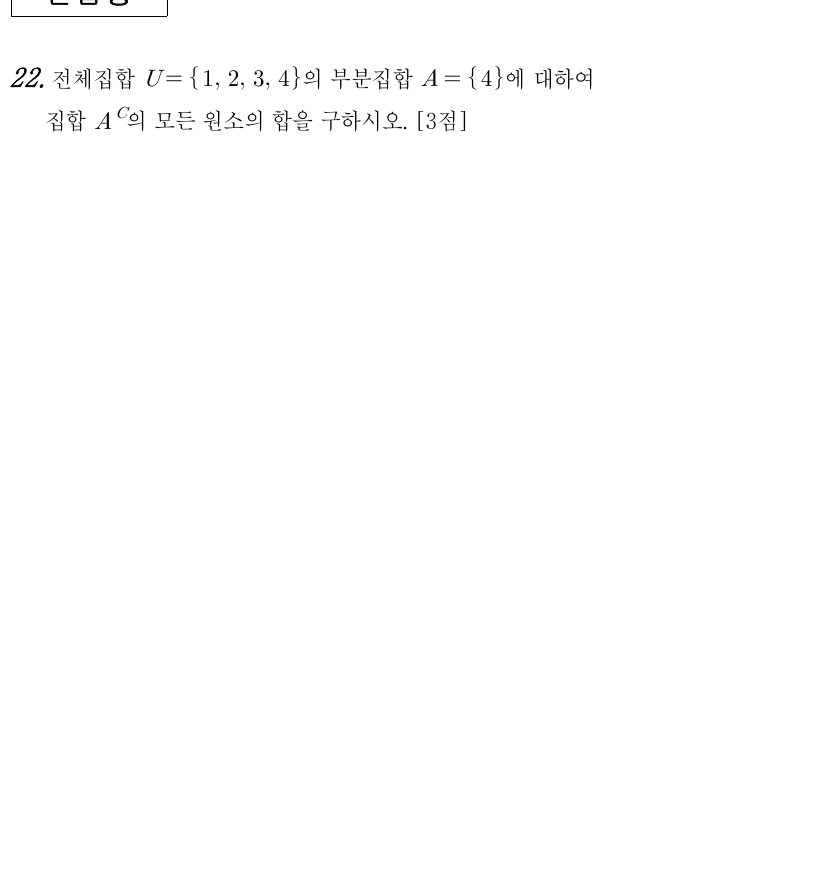 22. 전체집합 U= {1, 2, 3, 4}의 부분집합 A = {4}에 대하여
집합 A^C의 모든 원소의 합을 구하시오. [3점]